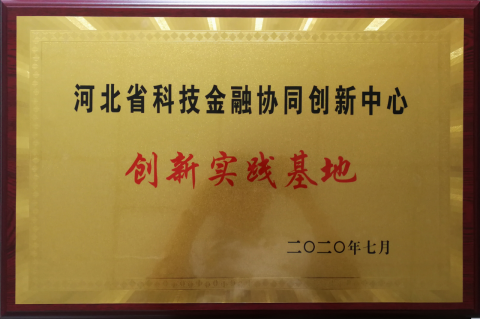 河北省科技金融协同创新中心
创新实践基地
二〇二〇年七月